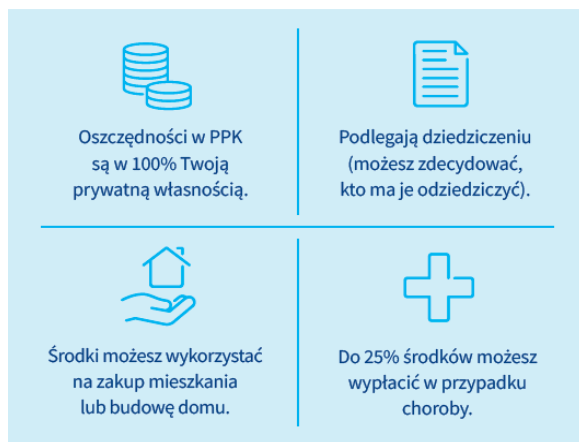 Oszczędności w PPK
są w 100% Twoją
prywatną własnością.
Podlegają dziedziczeniu
(możesz zdecydować,
kto ma je odziedziczyć).
Środki możesz wykorzystać
na zakup mieszkania
lub budowę domu.
Do 25% środków możesz
wypłacić w przypadku
choroby.